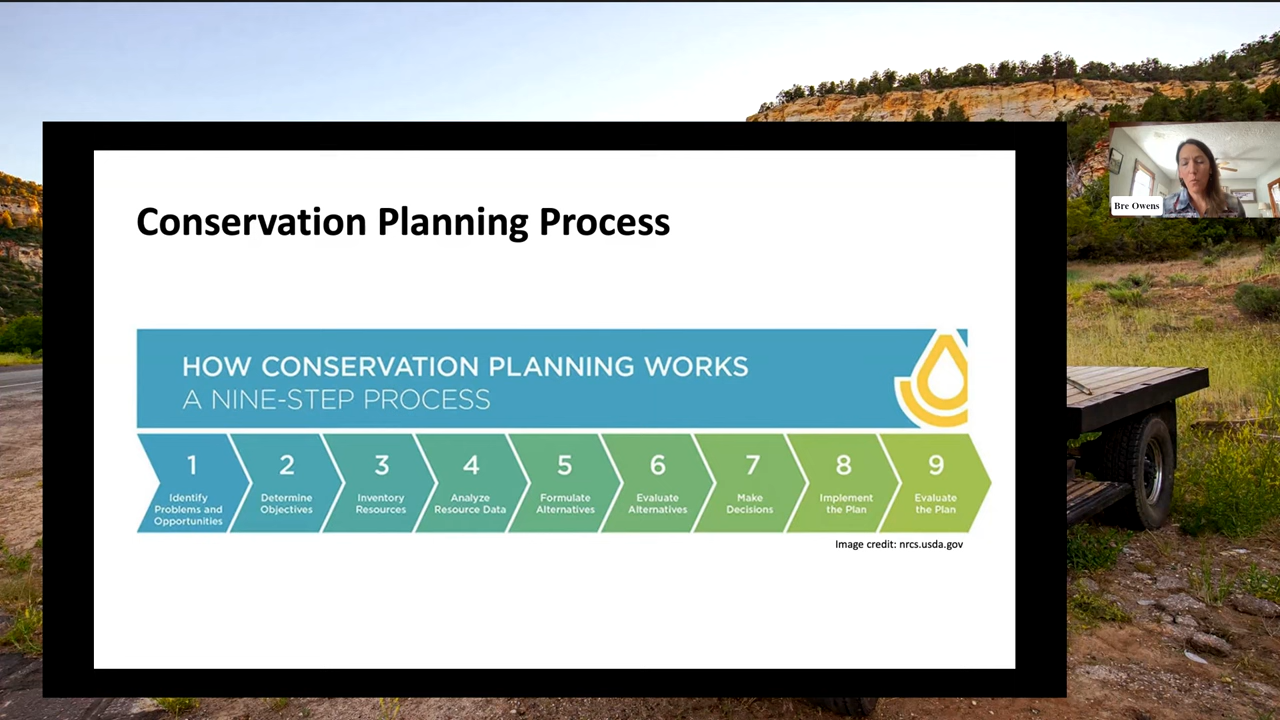 Conservation Planning Process
Bre Owens
HOW CONSERVATION PLANNING WORKS
A NINE-STEP PROCESS
1
Identify
Problems and
Opportunities
2
Determine
Objectives
3
Inventory
Resources
4
Analyze
Resource Data
5
Formulate
Alternatives
6
Evaluate
Alternatives
7
Make
Decisions
8
Implement
the Plan
9
Evaluate
the Plan
Image credit: nrcs.usda.gov